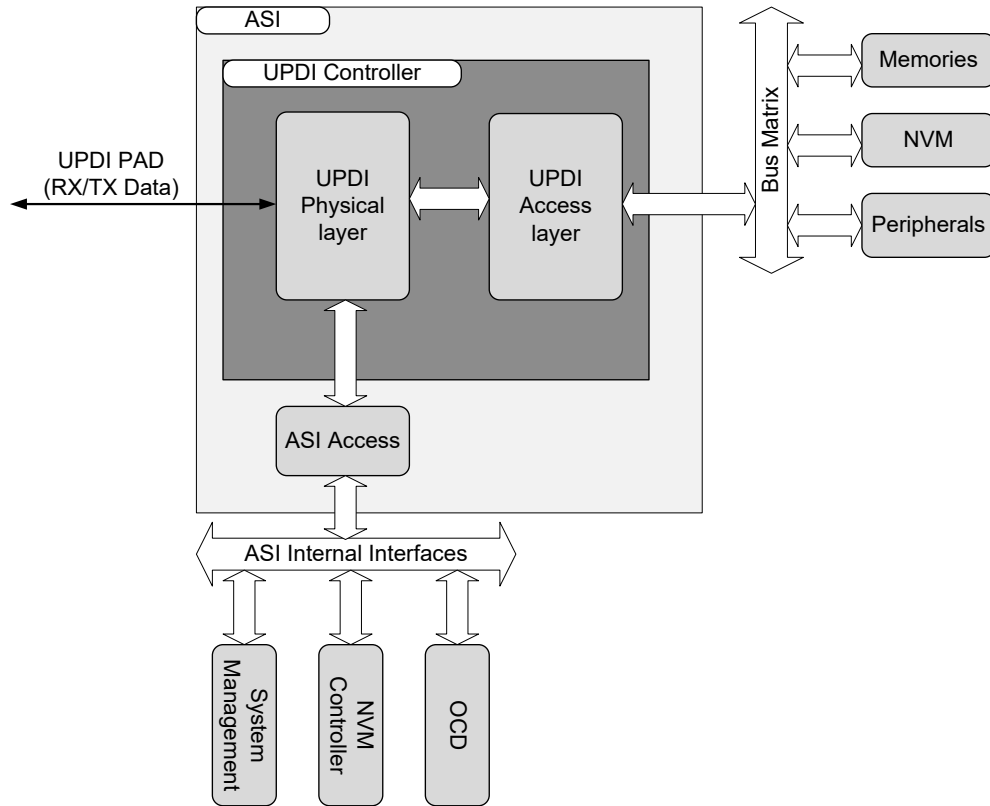 ASI
UPDI Controller
UPDI PAD
(RX/TX Data)
UPDI
Physical
layer
UPDI
Access
layer
Bus Matrix
Memories
NVM
Peripherals
ASI Access
ASI Internal Interfaces
System
Management
NVM
Controller
OCD